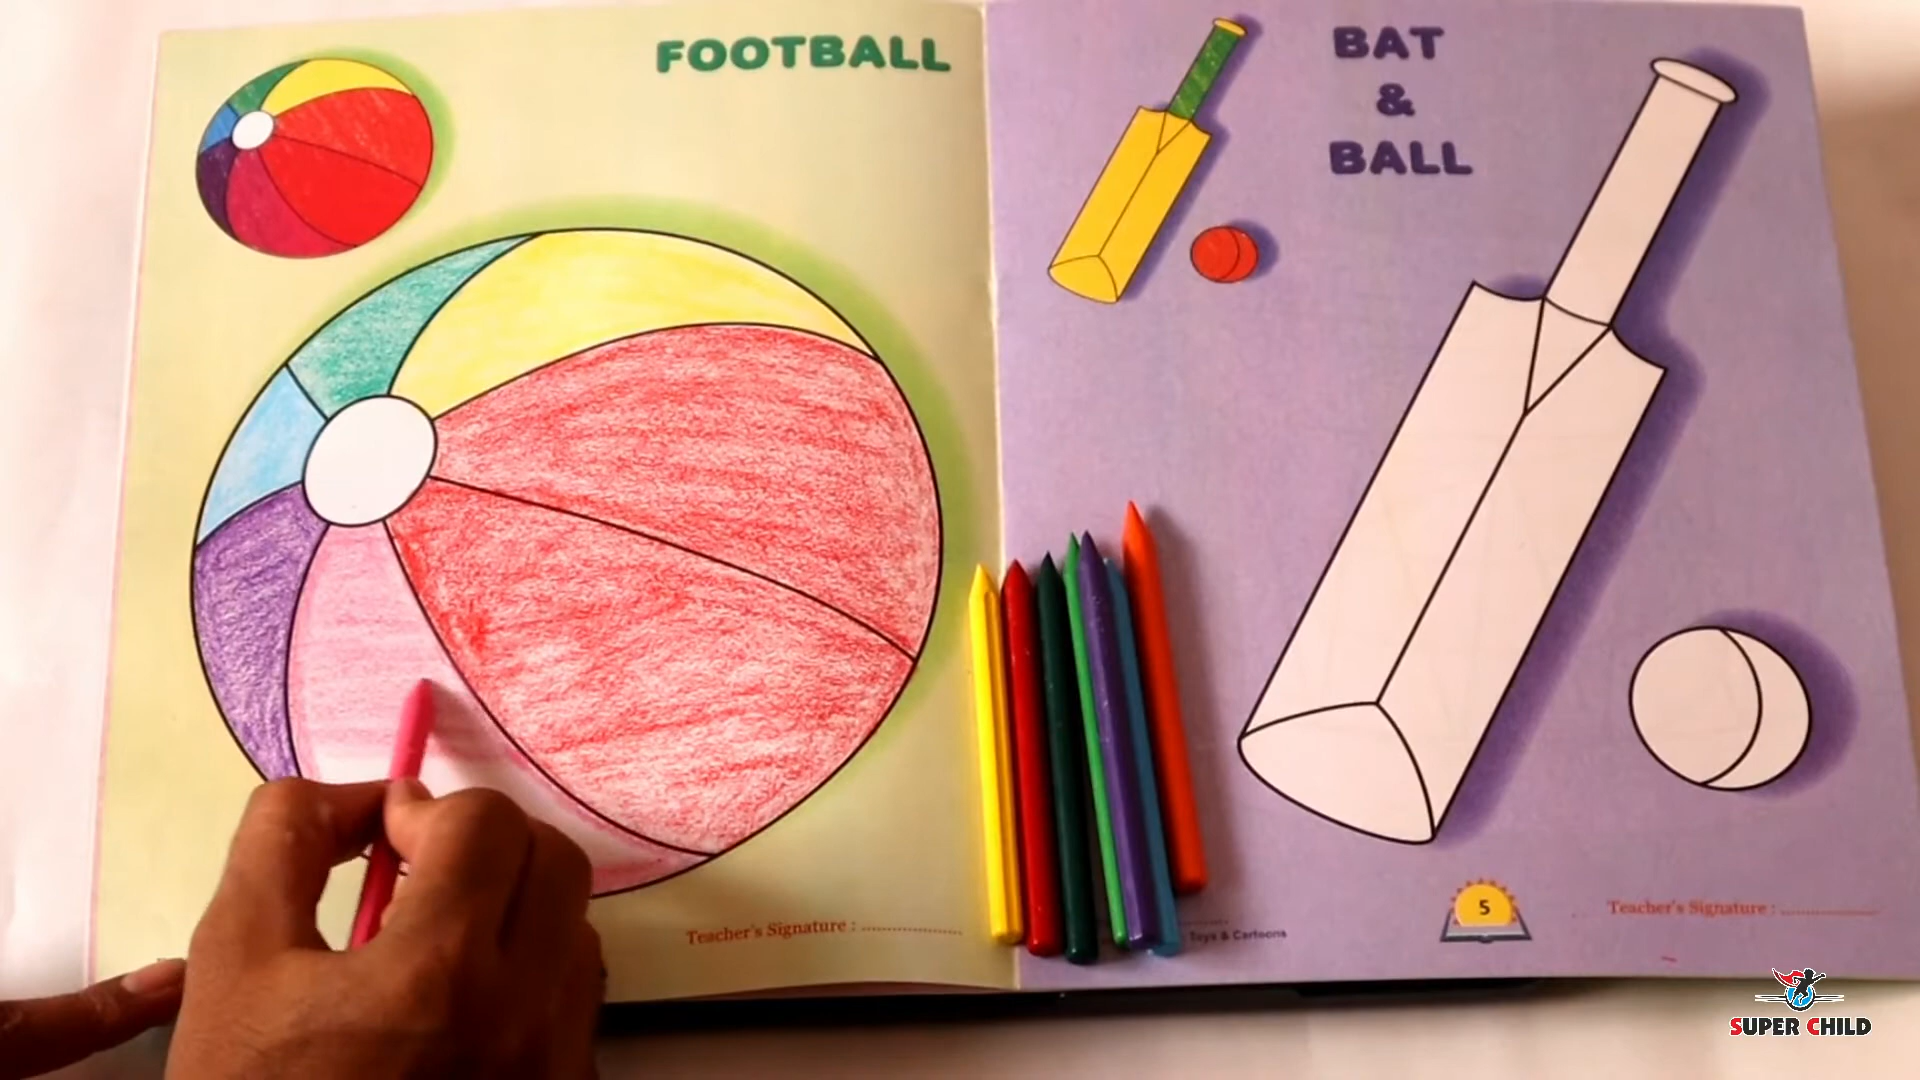 FOOTBALL
Teacher's Signature : ....................
BAT
&
BALL
Toys & Cartoons
5
Teacher's Signature : ....................
SUPER CHILD